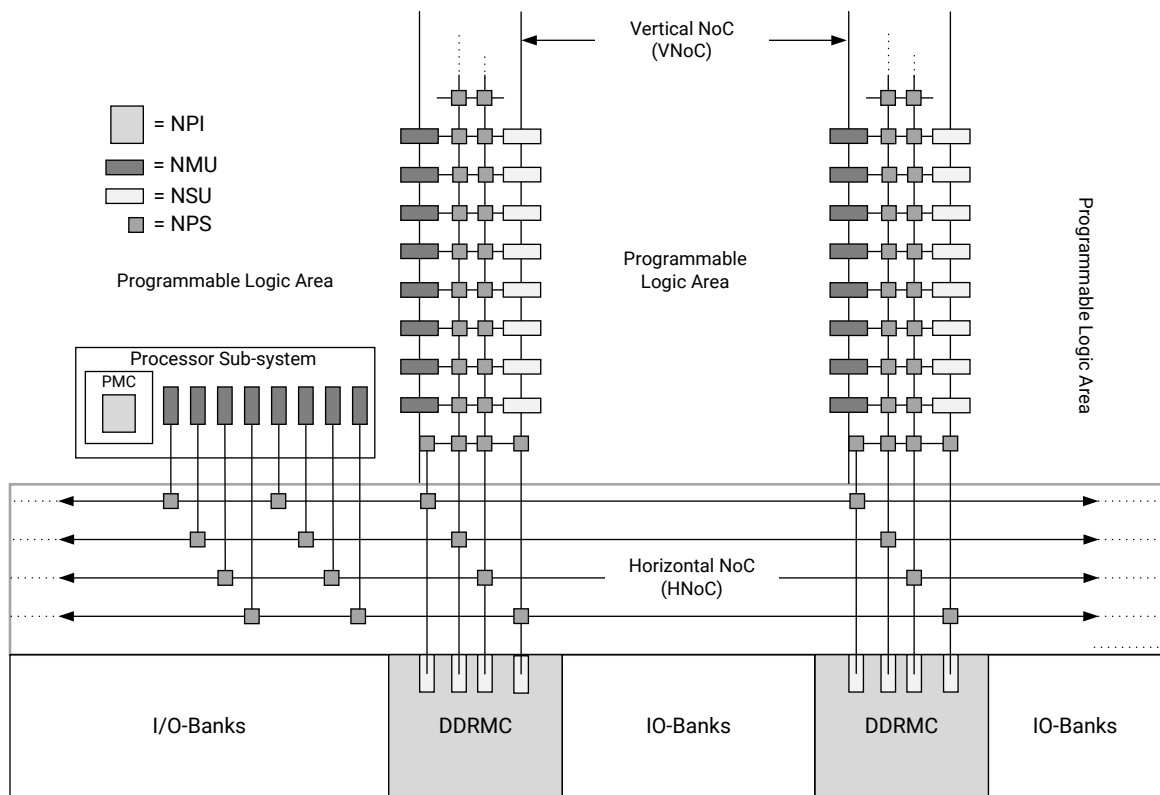 Vertical NoC
(VNoC)
= NPI
= NMU
= NSU
= NPS
Programmable Logic Area
Programmable
Logic Area
Programmable Logic Area
Processor Sub-system
PMC
Horizontal NoC
(HNoC)
I/O-Banks
DDRMC
IO-Banks
DDRMC
IO-Banks